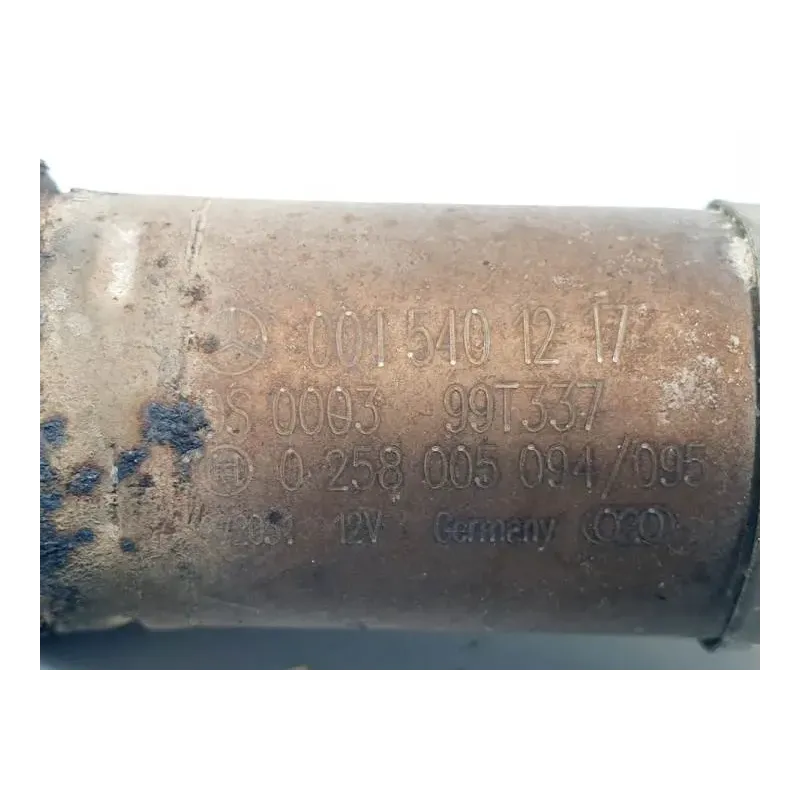 001 540 12 17
0003 99T337
0 258 005 094/095
12V Germany